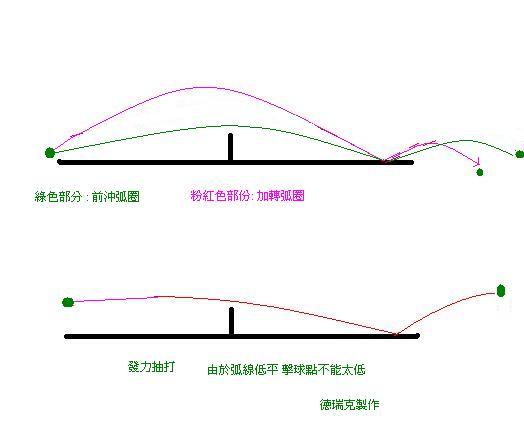 綠色部分 : 前沖弧圈
粉紅色部份: 加轉弧圈
發力抽打
由於弧線低平 擊球點不能太低
德瑞克製作